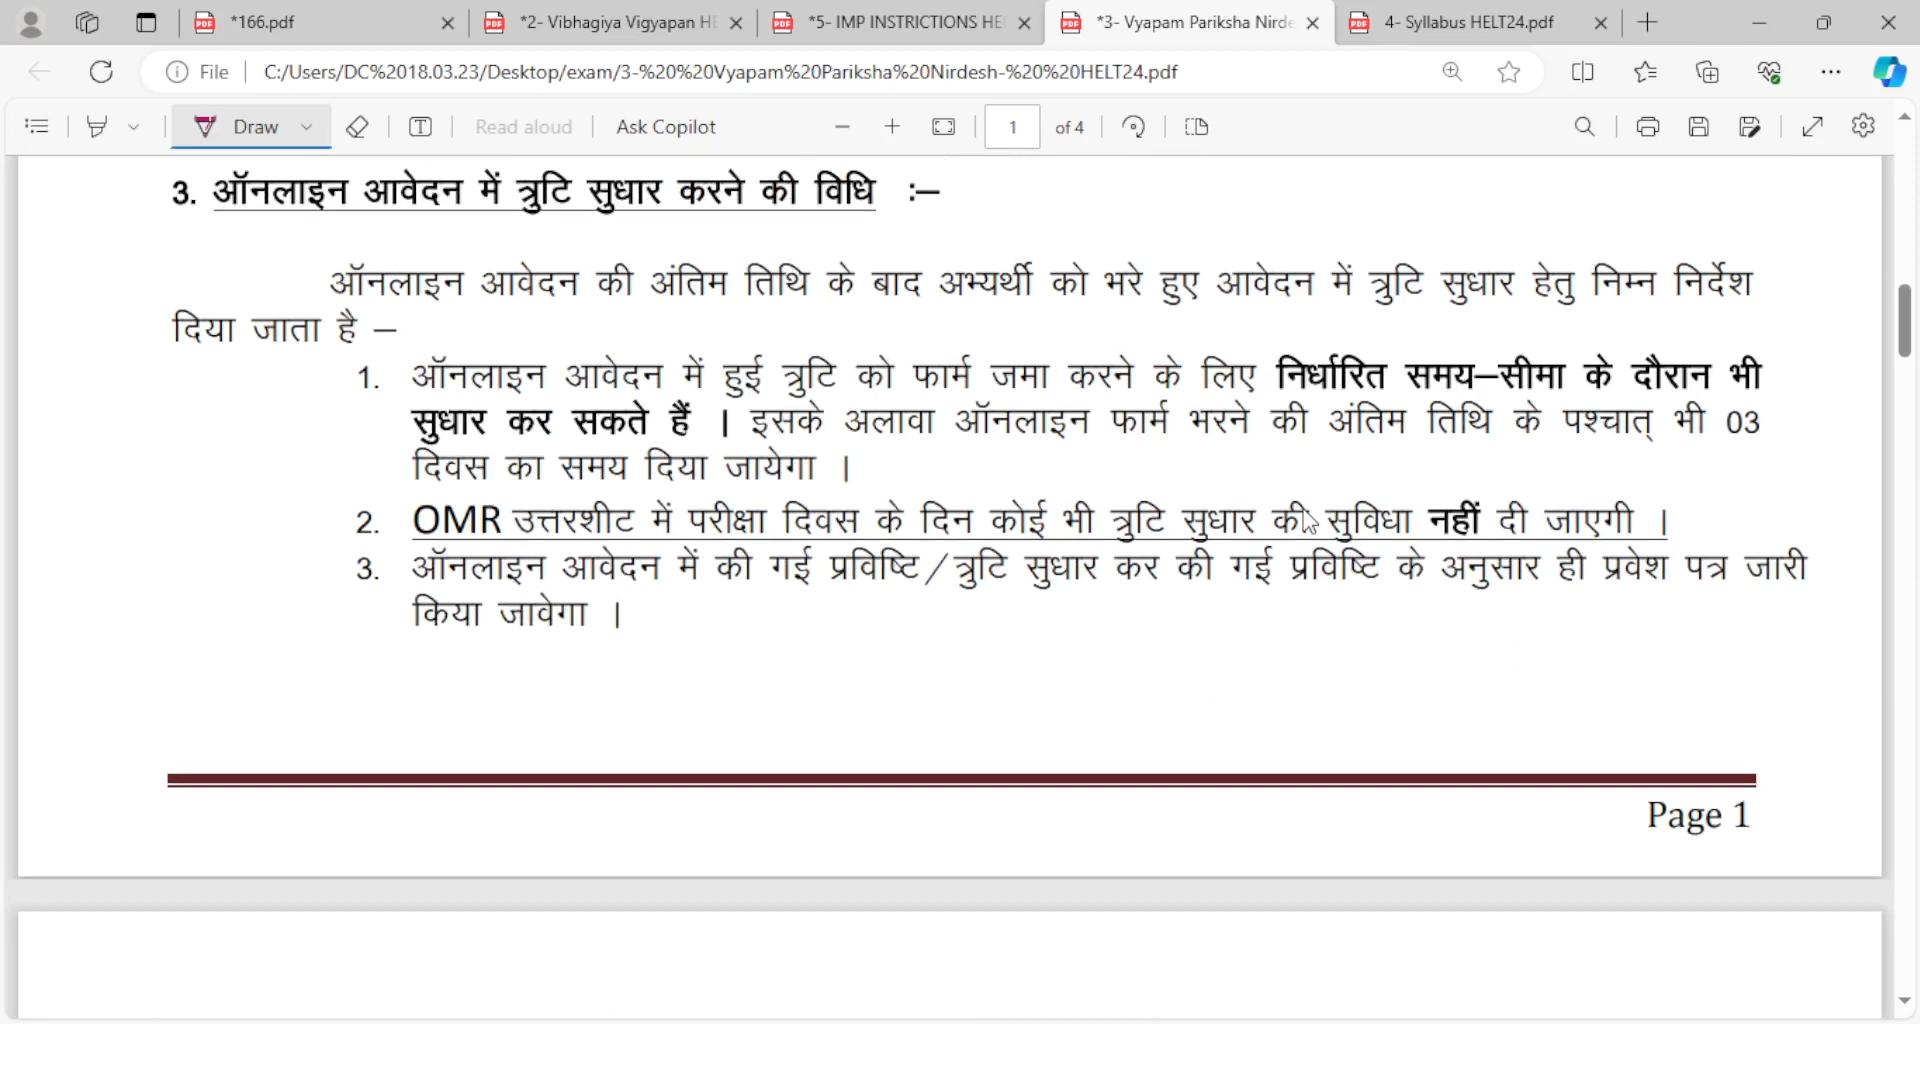 *166.pdf
*2- Vibhagiya Vigyapan HE
*5- IMP INSTRICTIONS HE
*3- Vyapam Pariksha Nirde
4- Syllabus HELT24.pdf
File
C:/Users/DC%2018.03.23/Desktop/exam/3-%20%20Vyapam%20Pariksha%20Nirdesh-%20%20HELT24.pdf
Draw
Read aloud
Ask Copilot
1 of 4
3. ऑनलाइन आवेदन में त्रुटि सुधार करने की विधि :–
ऑनलाइन आवेदन की अंतिम तिथि के बाद अभ्यर्थी को भरे हुए आवेदन में त्रुटि सुधार हेतु निम्न निर्देश
दिया जाता है –
1. ऑनलाइन आवेदन में हुई त्रुटि को फार्म जमा करने के लिए निर्धारित समय–सीमा के दौरान भी
सुधार कर सकते हैं । इसके अलावा ऑनलाइन फार्म भरने की अंतिम तिथि के पश्चात् भी 03
दिवस का समय दिया जायेगा ।
2. OMR उत्तरशीट में परीक्षा दिवस के दिन कोई भी त्रुटि सुधार की सुविधा नहीं दी जाएगी ।
3. ऑनलाइन आवेदन में की गई प्रविष्टि/त्रुटि सुधार कर की गई प्रविष्टि के अनुसार ही प्रवेश पत्र जारी
किया जावेगा ।
Page 1